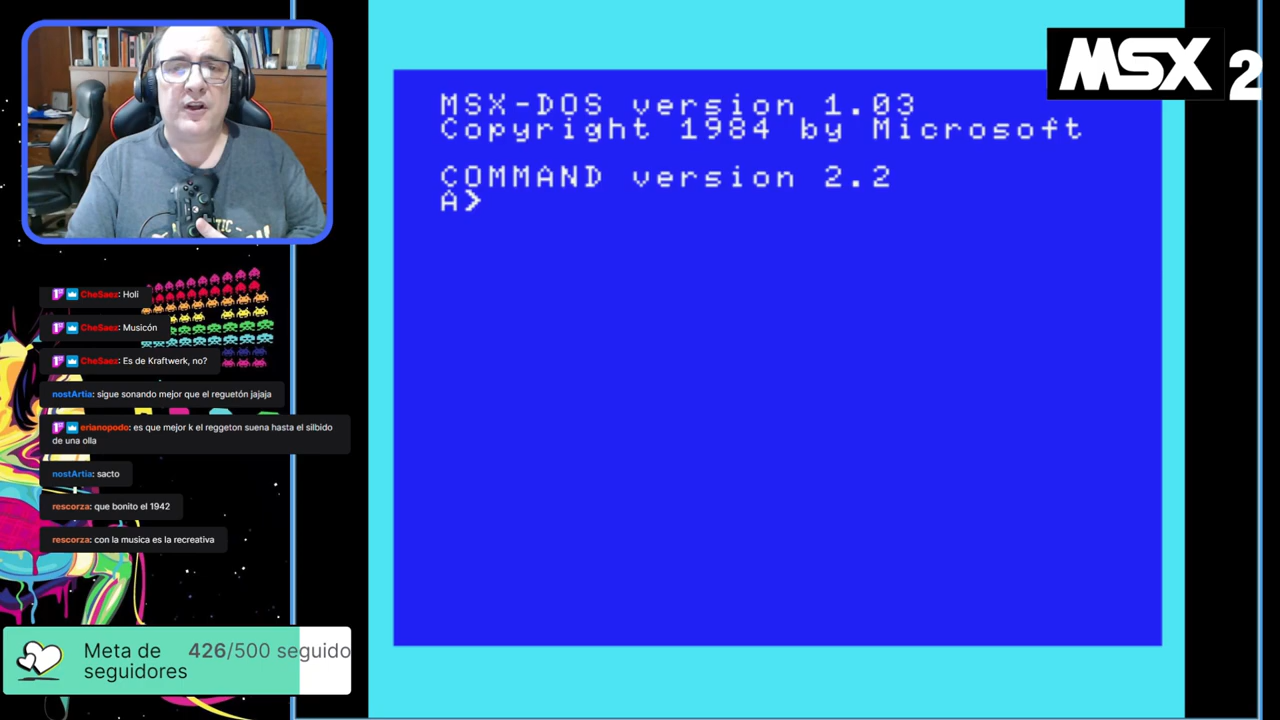 MSX 2
MSX-DOS version 1.03
Copyright 1984 by Microsoft
COMMAND version 2.2
A>
CheSaez: Holi
CheSaez: Musicón
CheSaez: Es de Kraftwerk, no?
nostArtia: sigue sonando mejor que el reguetón jajaja
erianopodo: es que mejor k el reggeton suena hasta el silbido
de una olla
nostArtia: sacto
rescorza: que bonito el 1942
rescorza: con la musica es la recreativa
Meta de
seguidores
426/500 seguido